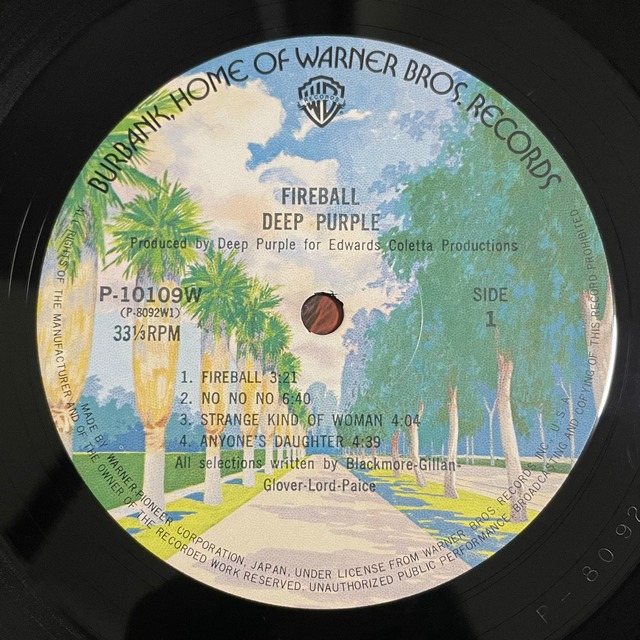 BURBANK, HOME OF WARNER BROS. RECORDS
RECORDS
FIREBALL
DEEP PURPLE
Produced by Deep Purple for Edwards Coletta Productions
P-10109W
(P-8092W1)
33⅓RPM
SIDE
1
1. FIREBALL 3:21
2. NO NO NO 6:40
3. STRANGE KIND OF WOMAN 4:04
4. ANYONE'S DAUGHTER 4:39
All selections written by Blackmore-Gillan-
Glover-Lord-Paice
MADE BY WARNER-PIONEER CORPORATION, JAPAN, UNDER LICENSE FROM WARNER BROS RECORDS INC., U.S.A.
ALL RIGHTS OF THE MANUFACTURER AND OF THE OWNER OF THE RECORDED WORK RESERVED. UNAUTHORIZED PUBLIC PERFORMANCE, BROADCASTING AND COPYING OF THIS RECORD PROHIBITED
P-8092